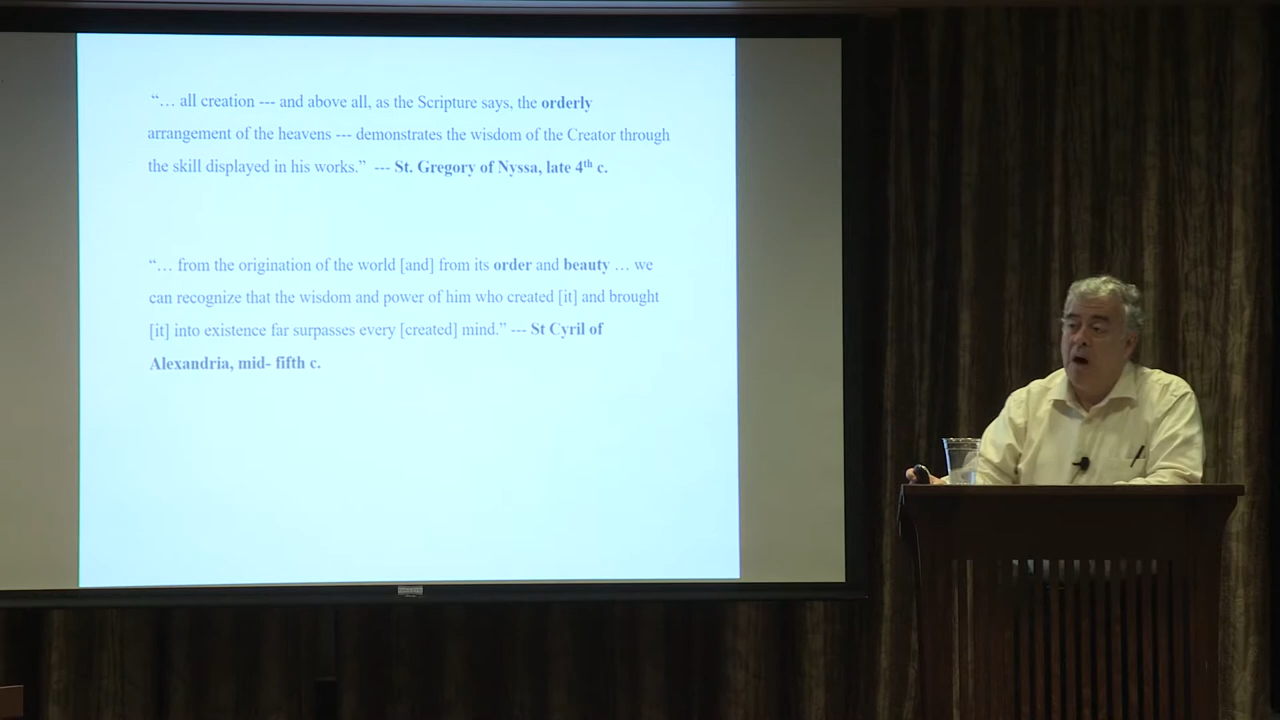 “… all creation --- and above all, as the Scripture says, the orderly
arrangement of the heavens --- demonstrates the wisdom of the Creator through
the skill displayed in his works.” --- St. Gregory of Nyssa, late 4th c.
“… from the origination of the world [and] from its order and beauty … we
can recognize that the wisdom and power of him who created [it] and brought
[it] into existence far surpasses every [created] mind.” --- St Cyril of
Alexandria, mid- fifth c.